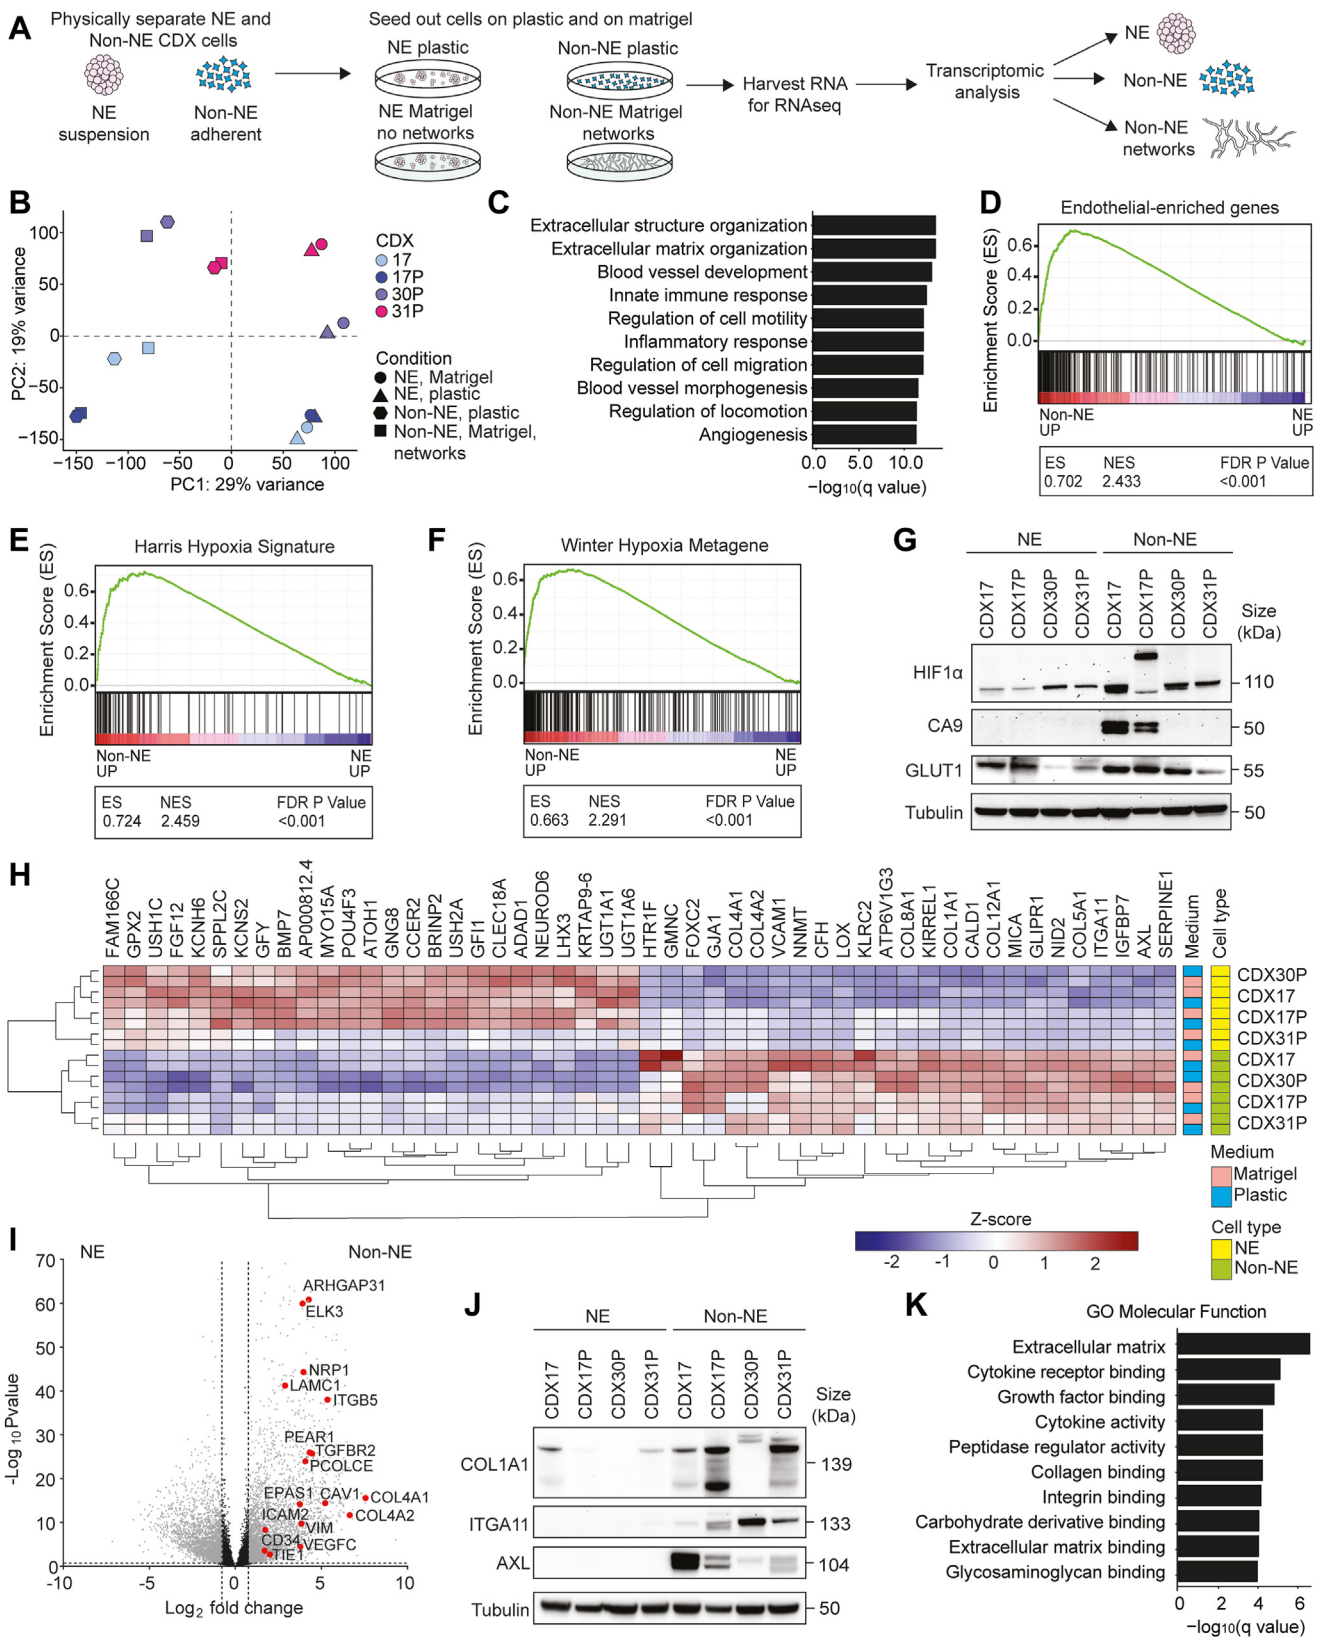 A
Physically separate NE and
Non-NE CDX cells
NE
suspension
Non-NE
adherent
Seed out cells on plastic and on matrigel
NE plastic
Non-NE plastic
NE Matrigel
no networks
Non-NE Matrigel
networks
Harvest RNA
for RNAseq
Transcriptomic
analysis
NE
Non-NE
Non-NE
networks
B
PC2: 19% variance
100
50
0
−50
−150
−150
−100
−50
0
50
100
PC1: 29% variance
CDX
17
17P
30P
31P
Condition
NE, Matrigel
NE, plastic
Non-NE, plastic
Non-NE, Matrigel,
networks
C
Extracellular structure organization
Extracellular matrix organization
Blood vessel development
Innate immune response
Regulation of cell motility
Inflammatory response
Regulation of cell migration
Blood vessel morphogenesis
Regulation of locomotion
Angiogenesis
0.0 5.0 10.0
−log10(q value)
D
Endothelial-enriched genes
Enrichment Score (ES)
0.6
0.4
0.2
0.0
Non-NE
UP
NE
UP
ES NES FDR P Value
0.702 2.433 <0.001
E
Harris Hypoxia Signature
Enrichment Score (ES)
0.6
0.4
0.2
0.0
Non-NE
UP
NE
UP
ES NES FDR P Value
0.724 2.459 <0.001
F
Winter Hypoxia Metagene
Enrichment Score (ES)
0.6
0.4
0.2
0.0
Non-NE
UP
NE
UP
ES NES FDR P Value
0.663 2.291 <0.001
G
NE Non-NE
CDX17 CDX17P CDX30P CDX31P CDX17 CDX17P CDX30P CDX31P
Size
(kDa)
HIF1α 110
CA9 50
GLUT1 55
Tubulin 50
H
FAM166C GPX2 USH1C FGF12 KCNH6 SPPL2C KCNS2 GFY BMP7 AP000812.4 MYO15A POU4F3 ATOH1 GNG8 CCER2 BRINP2 USH2A GFI1 CLEC18A ADAD1 NEUROD6 LHX3 KRTAP9-6 UGT1A1 UGT1A6 HTR1F GMNC FOXC2 GJA1 COL4A1 COL4A2 VCAM1 NNMT CFH LOX KLRC2 ATP6V1G3 COL8A1 KIRREL1 COL1A1 CALD1 COL12A1 MICA GLIPR1 NID2 COL5A1 ITGA11 IGFBP7 AXL SERPINE1 Medium Cell type
CDX30P
CDX17
CDX17P
CDX31P
CDX17
CDX30P
CDX17P
CDX31P
Medium
Matrigel
Plastic
Cell type
NE
Non-NE
Z-score
-2 -1 0 1 2
I
NE Non-NE
-Log 10 Pvalue
70
60
50
40
30
20
10
0
-10 -5 0 5 10
Log2 fold change
ARHGAP31
ELK3
NRP1
LAMC1
ITGB5
PEAR1
TGFBR2
PCOLCE
EPAS1
CAV1
COL4A1
COL4A2
ICAM2
VIM
CD34
VEGFC
TIE1
J
NE Non-NE
CDX17 CDX17P CDX30P CDX31P CDX17 CDX17P CDX30P CDX31P
Size
(kDa)
COL1A1 139
ITGA11 133
AXL 104
Tubulin 50
K
GO Molecular Function
Extracellular matrix
Cytokine receptor binding
Growth factor binding
Cytokine activity
Peptidase regulator activity
Collagen binding
Integrin binding
Carbohydrate derivative binding
Extracellular matrix binding
Glycosaminoglycan binding
0 2 4 6
−log10(q value)